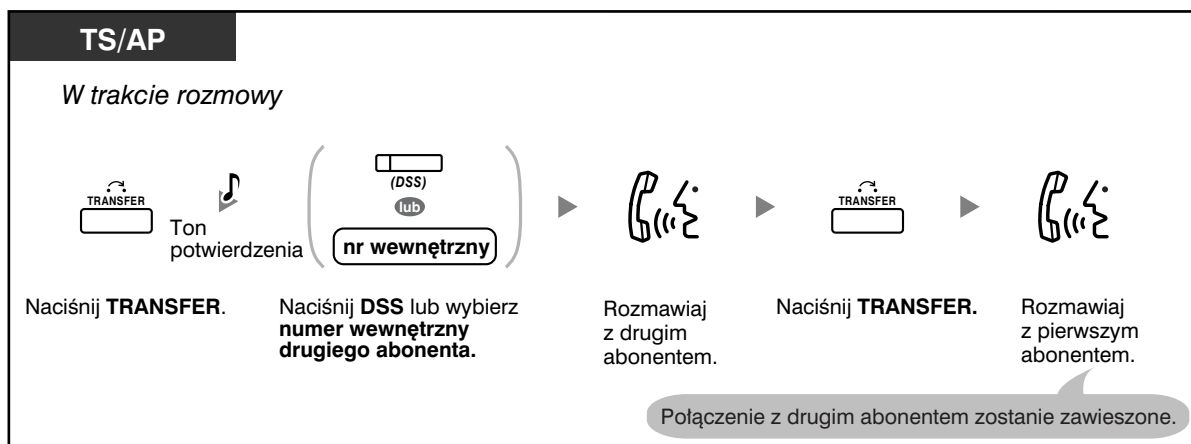 TS/AP
W trakcie rozmowy
TRANSFER
Ton
potwierdzenia
(DSS)
lub
nr wewnętrzny
TRANSFER
Naciśnij TRANSFER.
Naciśnij DSS lub wybierz
numer wewnętrzny
drugiego abonenta.
Rozmawiaj
z drugim
abonentem.
Naciśnij TRANSFER.
Rozmawiaj
z pierwszym
abonentem.
Połączenie z drugim abonentem zostanie zawieszone.